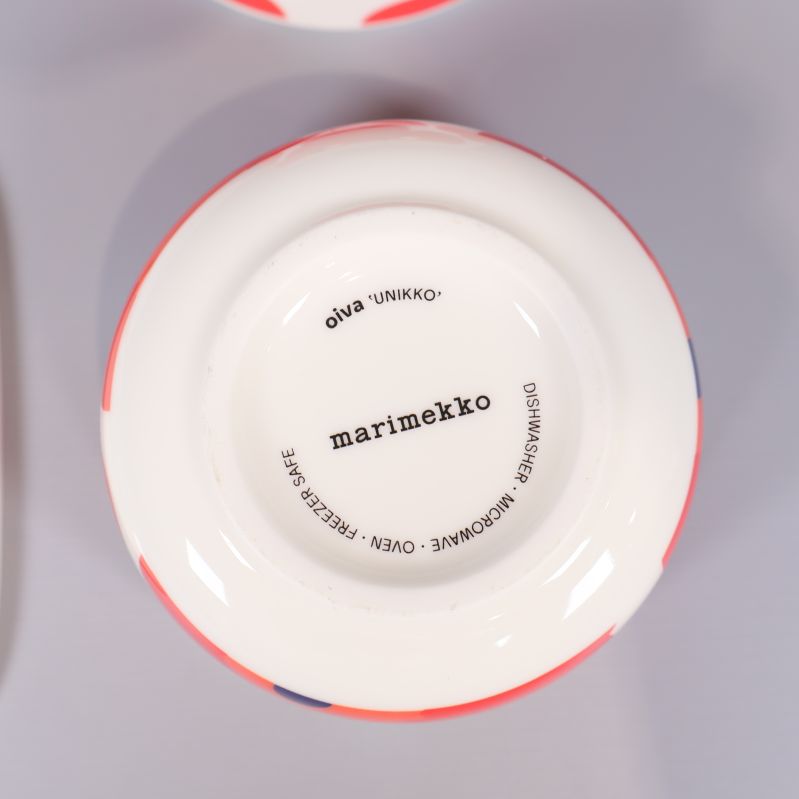 oiva ‘UNIKKO’
marimekko
DISHWASHER · MICROWAVE · OVEN · FREEZER SAFE